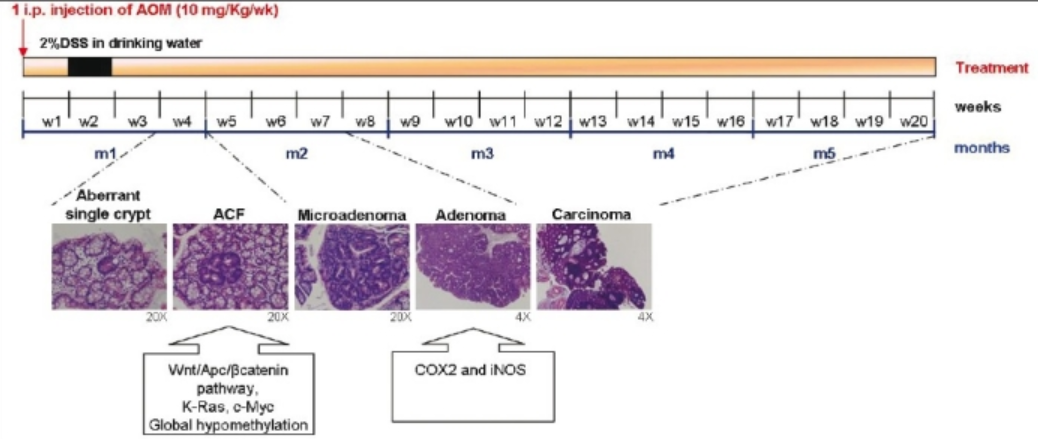 1 i.p. injection of AOM (10 mg/Kg/wk)
2%DSS in drinking water
Treatment
weeks
w1 w2 w3 w4 w5 w6 w7 w8 w9 w10 w11 w12 w13 w14 w15 w16 w17 w18 w19 w20
m1 m2 m3 m4 m5
months
Aberrant
single crypt
ACF
Microadenoma
Adenoma
Carcinoma
20X 20X 20X 4X 4X
Wnt/Apc/βcatenin
pathway,
K-Ras, c-Myc
Global hypomethylation
COX2 and iNOS